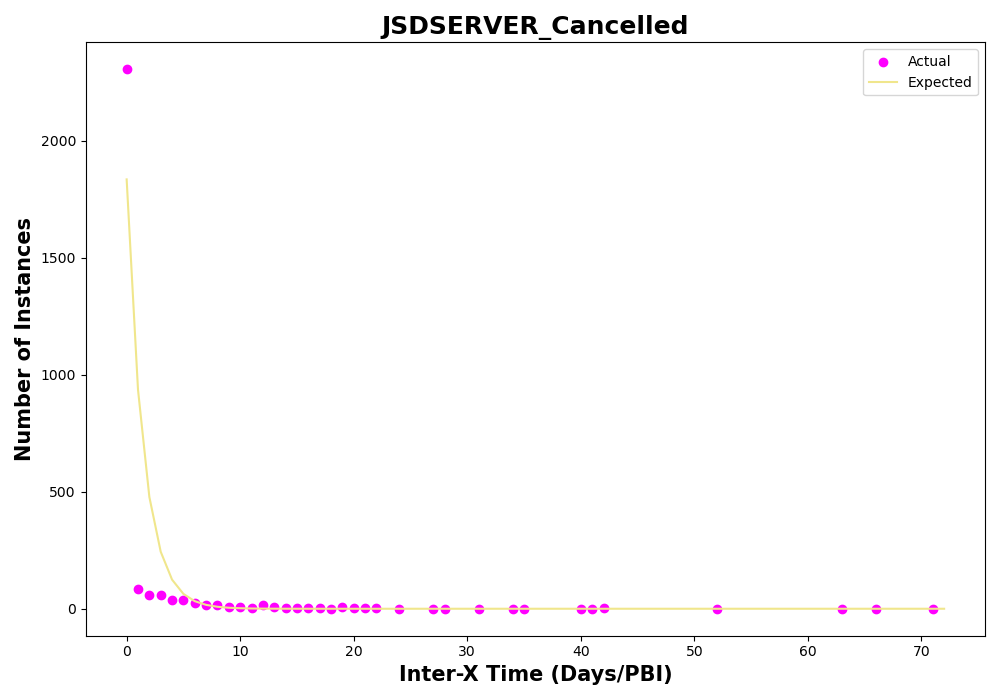 JSDSERVER_Cancelled
Actual
Expected
Number of Instances
2000
1500
1000
500
0
0 10 20 30 40 50 60 70
Inter-X Time (Days/PBI)